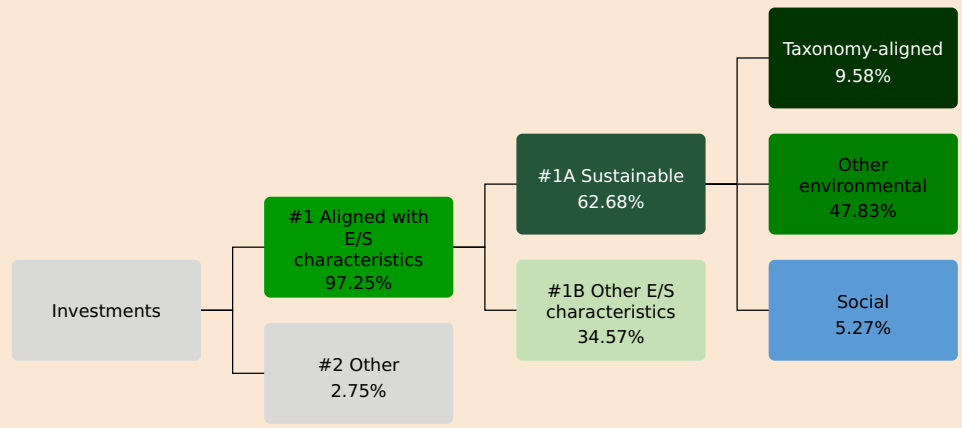 Investments
#1 Aligned with
E/S
characteristics
97.25%
#2 Other
2.75%
#1A Sustainable
62.68%
#1B Other E/S
characteristics
34.57%
Taxonomy-aligned
9.58%
Other
environmental
47.83%
Social
5.27%